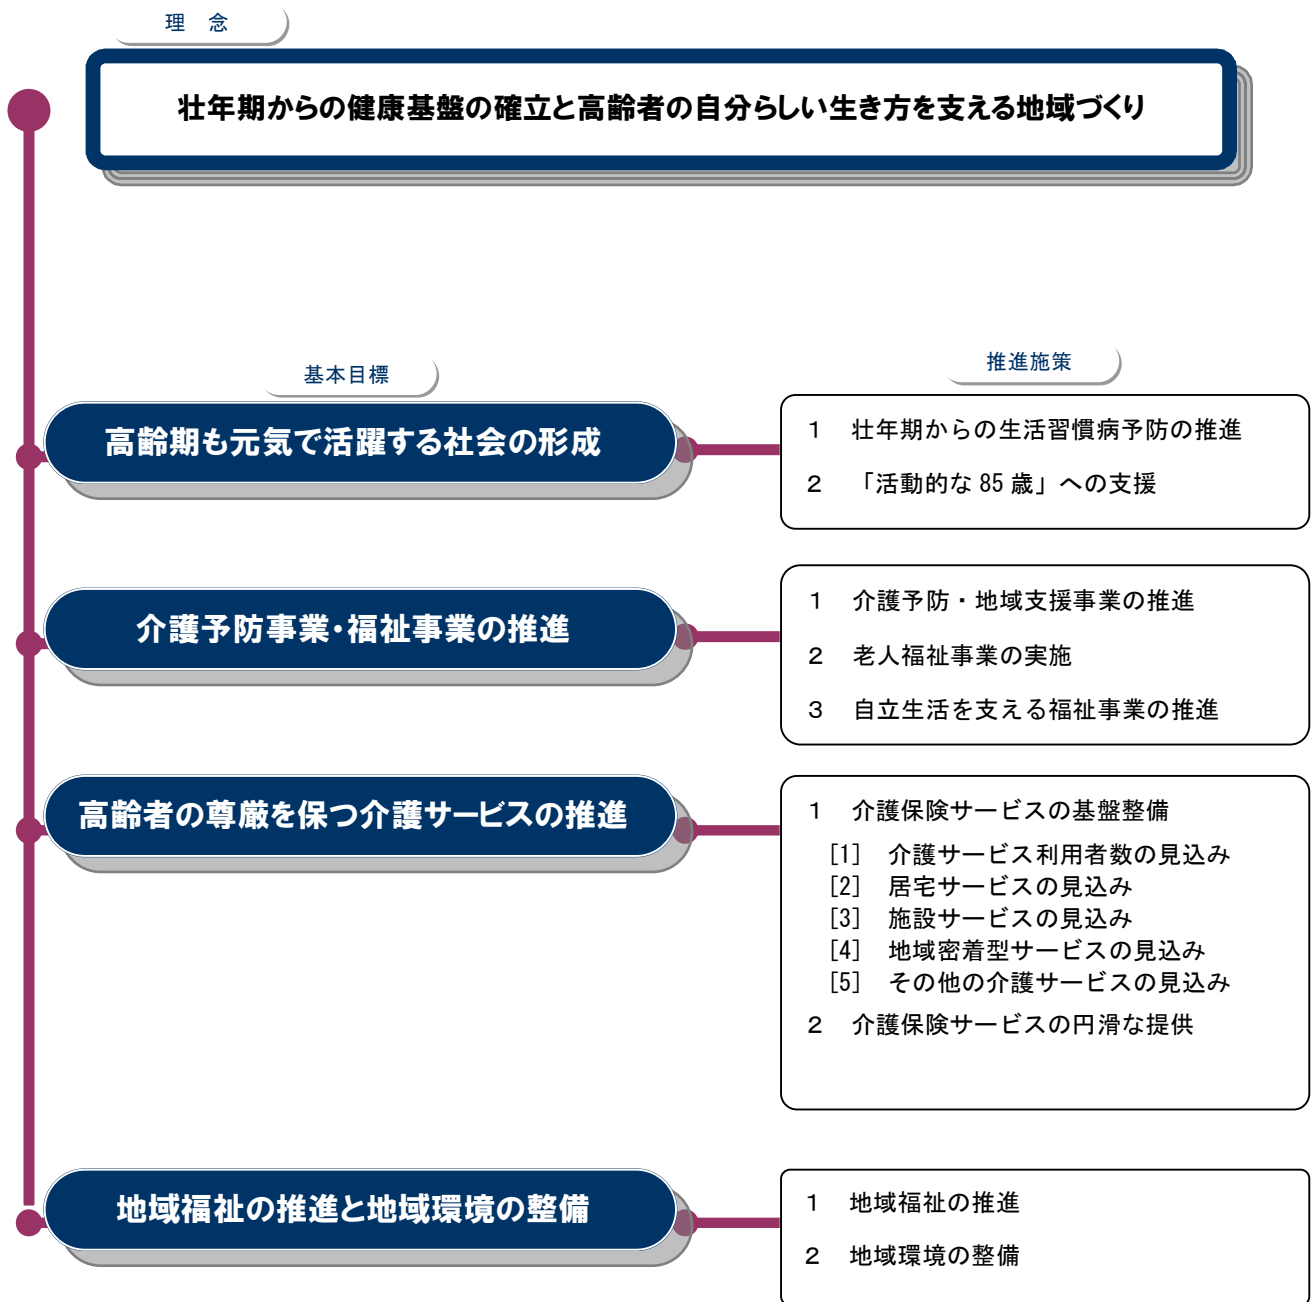 理　念
壮年期からの健康基盤の確立と高齢者の自分らしい生き方を支える地域づくり
基本目標
推進施策
高齢期も元気で活躍する社会の形成
1　壮年期からの生活習慣病予防の推進
2　「活動的な 85 歳」への支援
介護予防事業・福祉事業の推進
1　介護予防・地域支援事業の推進
2　老人福祉事業の実施
3　自立生活を支える福祉事業の推進
高齢者の尊厳を保つ介護サービスの推進
1　介護保険サービスの基盤整備
[1]　介護サービス利用者数の見込み
[2]　居宅サービスの見込み
[3]　施設サービスの見込み
[4]　地域密着型サービスの見込み
[5]　その他の介護サービスの見込み
2　介護保険サービスの円滑な提供
地域福祉の推進と地域環境の整備
1　地域福祉の推進
2　地域環境の整備